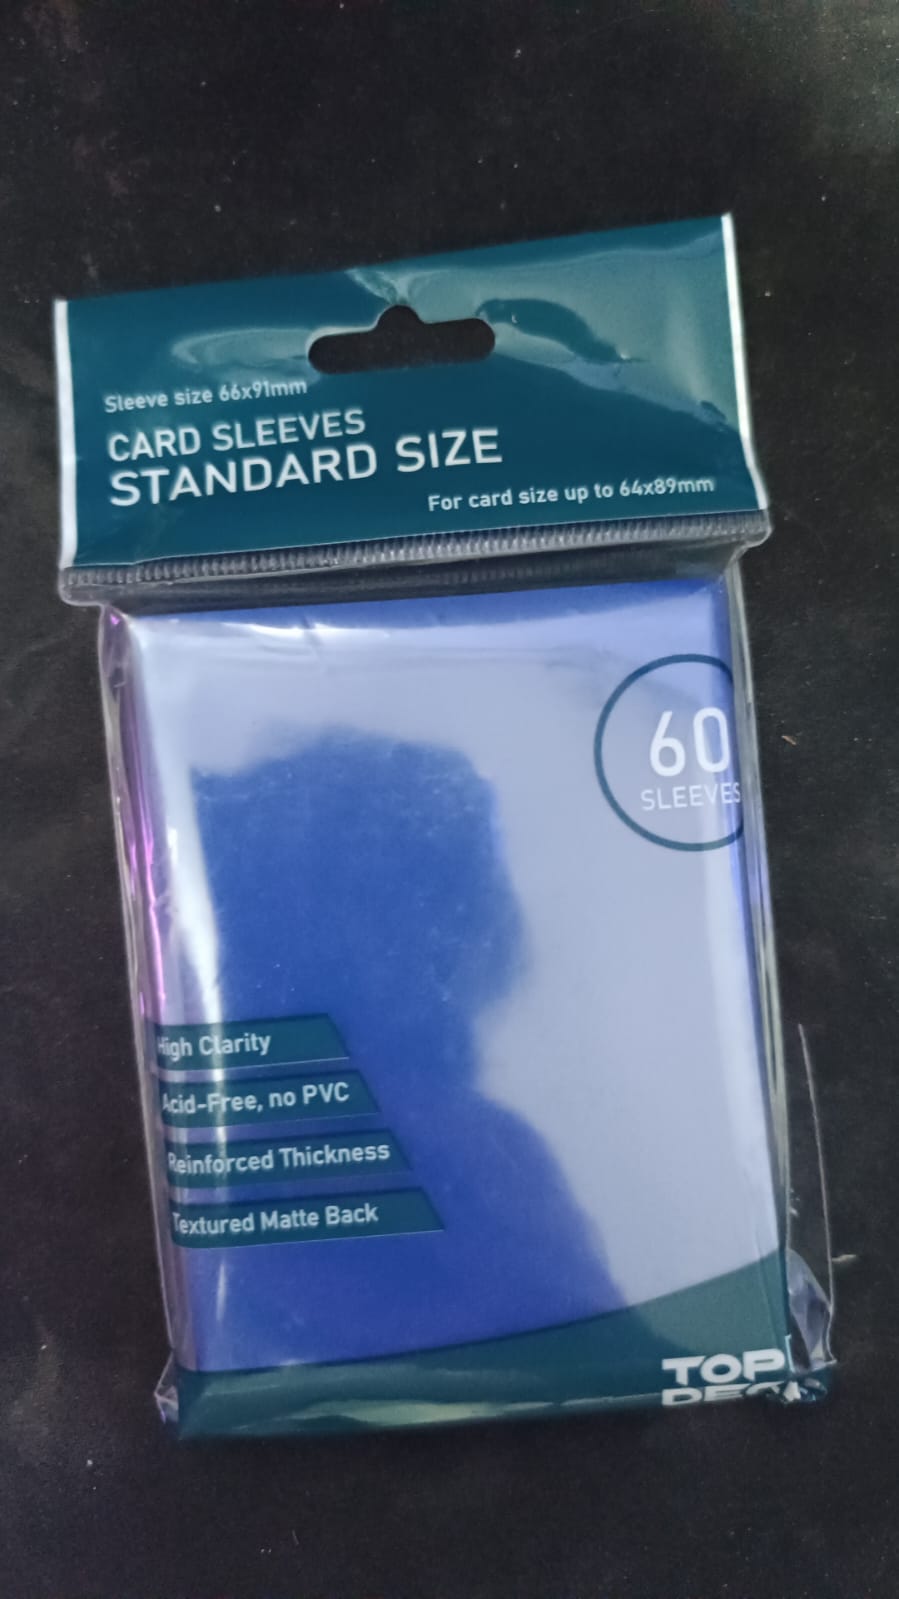 Sleeve size 66x91mm
CARD SLEEVES
STANDARD SIZE
For card size up to 64x89mm
60
SLEEVES
High Clarity
Acid-Free, no PVC
Reinforced Thickness
Textured Matte Back
TOP